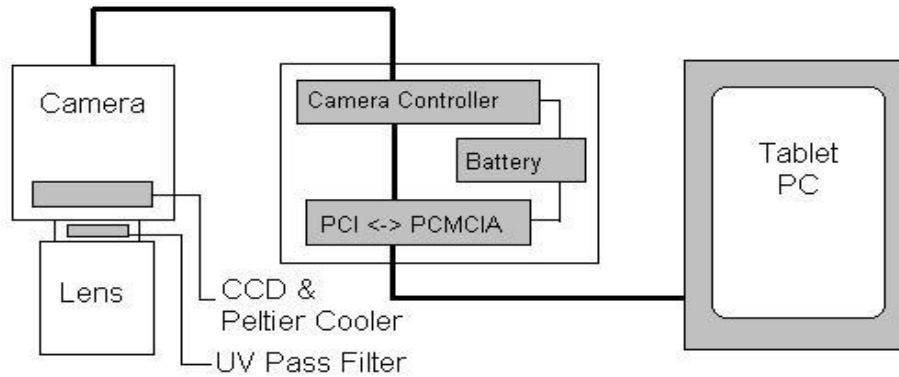 Camera
Lens
CCD &
Peltier Cooler
UV Pass Filter
Camera Controller
Battery
PCI <-> PCMCIA
Tablet
PC